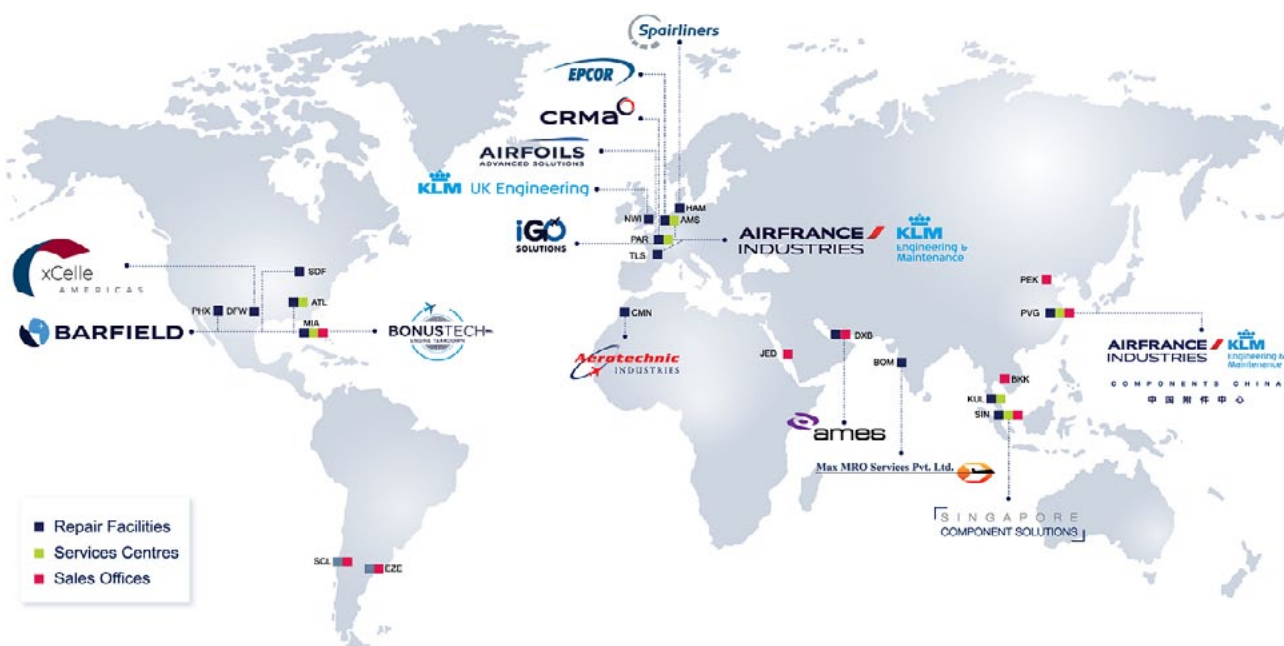 Spairliners
EPCOR
CRMa
AIRFOILS
ADVANCED SOLUTIONS
KLM UK Engineering
iGO
SOLUTIONS
HAM
NWI
AMS
PAR
TLS
AIRFRANCE
INDUSTRIES
KLM
Engineering &
Maintenance
xCelle
AMERICAS
SDF
PHX
DFW
ATL
MIA
BARFIELD
BONUSTECH
ENGINE TEARDOWN
CMN
Aerotechnic
INDUSTRIES
JED
DXB
BOM
PEK
PVG
BKK
KUL
SIN
AIRFRANCE
INDUSTRIES
KLM
Engineering &
Maintenance
COMPONENTS CHINA
中国附件中心
ames
Max MRO Services Pvt. Ltd.
SINGAPORE
COMPONENT SOLUTIONS
SCL
EZE
Repair Facilities
Services Centres
Sales Offices